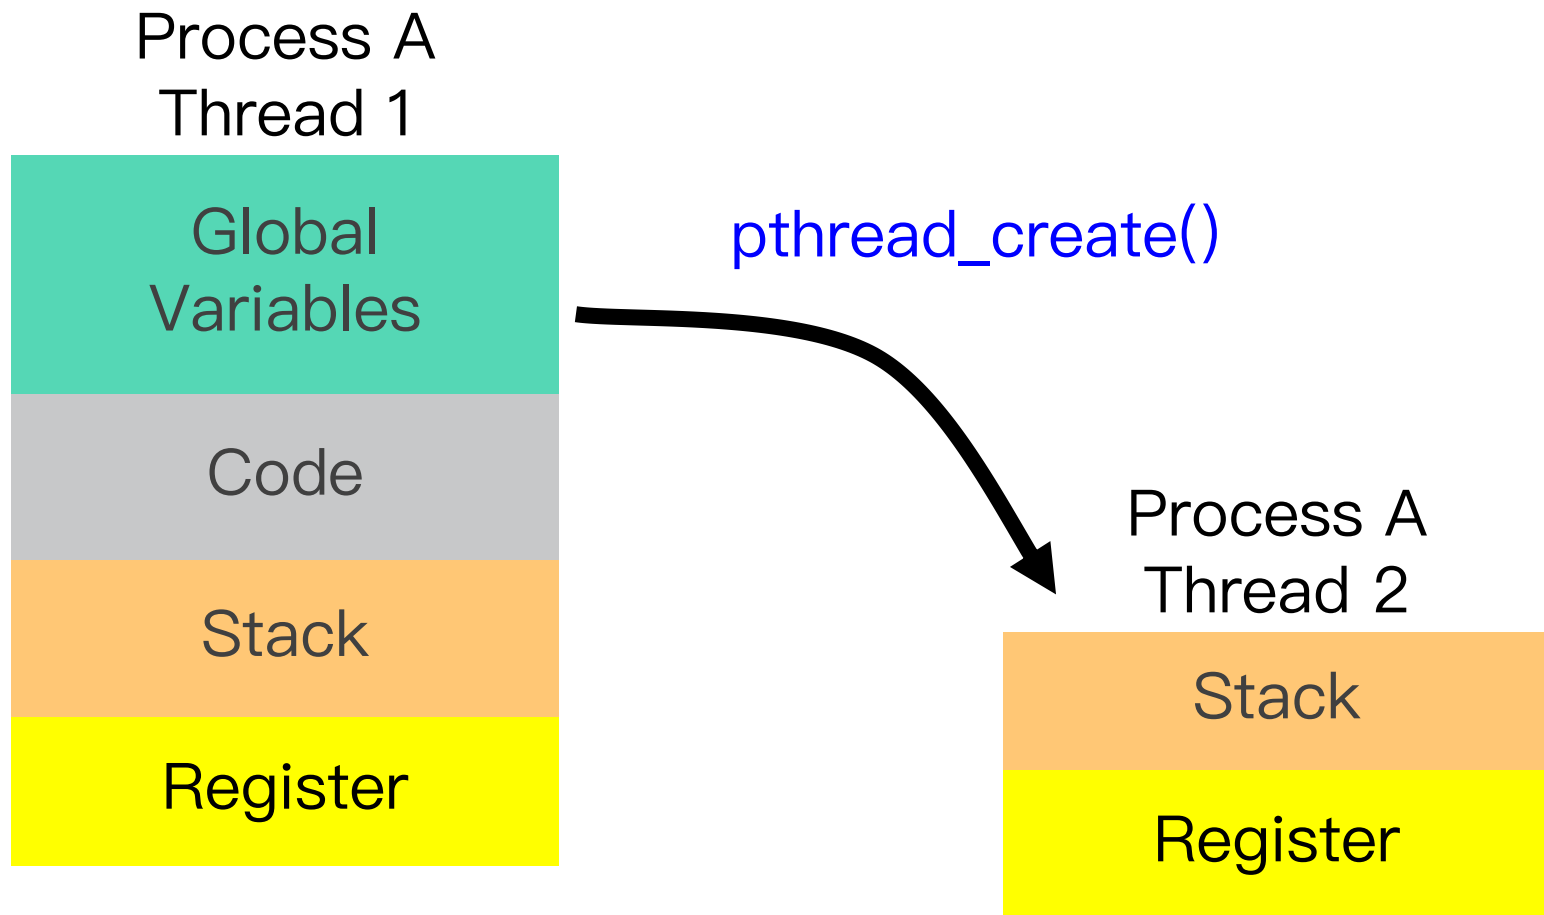 Process A
Thread 1
Global
Variables
Code
Stack
Register
pthread_create()
Process A
Thread 2
Stack
Register